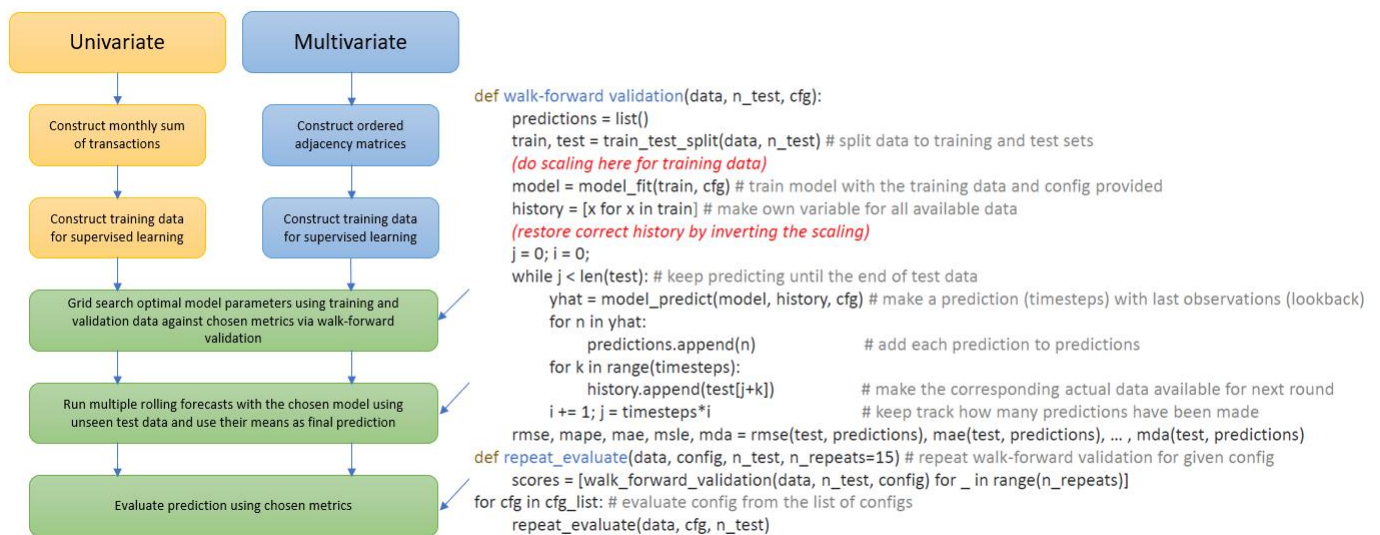 Univariate
Multivariate
Construct monthly sum
of transactions
Construct ordered
adjacency matrices
Construct training data
for supervised learning
Construct training data
for supervised learning
Grid search optimal model parameters using training and
validation data against chosen metrics via walk-forward
validation
Run multiple rolling forecasts with the chosen model using
unseen test data and use their means as final prediction
Evaluate prediction using chosen metrics
def walk-forward validation(data, n_test, cfg):
predictions = list()
train, test = train_test_split(data, n_test) # split data to training and test sets
(do scaling here for training data)
model = model_fit(train, cfg) # train model with the training data and config provided
history = [x for x in train] # make own variable for all available data
(restore correct history by inverting the scaling)
j = 0; i = 0;
while j < len(test): # keep predicting until the end of test data
yhat = model_predict(model, history, cfg) # make a prediction (timesteps) with last observations (lookback)
for n in yhat:
predictions.append(n) # add each prediction to predictions
for k in range(timesteps):
history.append(test[j+k]) # make the corresponding actual data available for next round
i += 1; j = timesteps*i # keep track how many predictions have been made
rmse, mape, mae, msle, mda = rmse(test, predictions), mae(test, predictions), ... , mda(test, predictions)
def repeat_evaluate(data, config, n_test, n_repeats=15) # repeat walk-forward validation for given config
scores = [walk_forward_validation(data, n_test, config) for _ in range(n_repeats)]
for cfg in cfg_list: # evaluate config from the list of configs
repeat_evaluate(data, cfg, n_test)